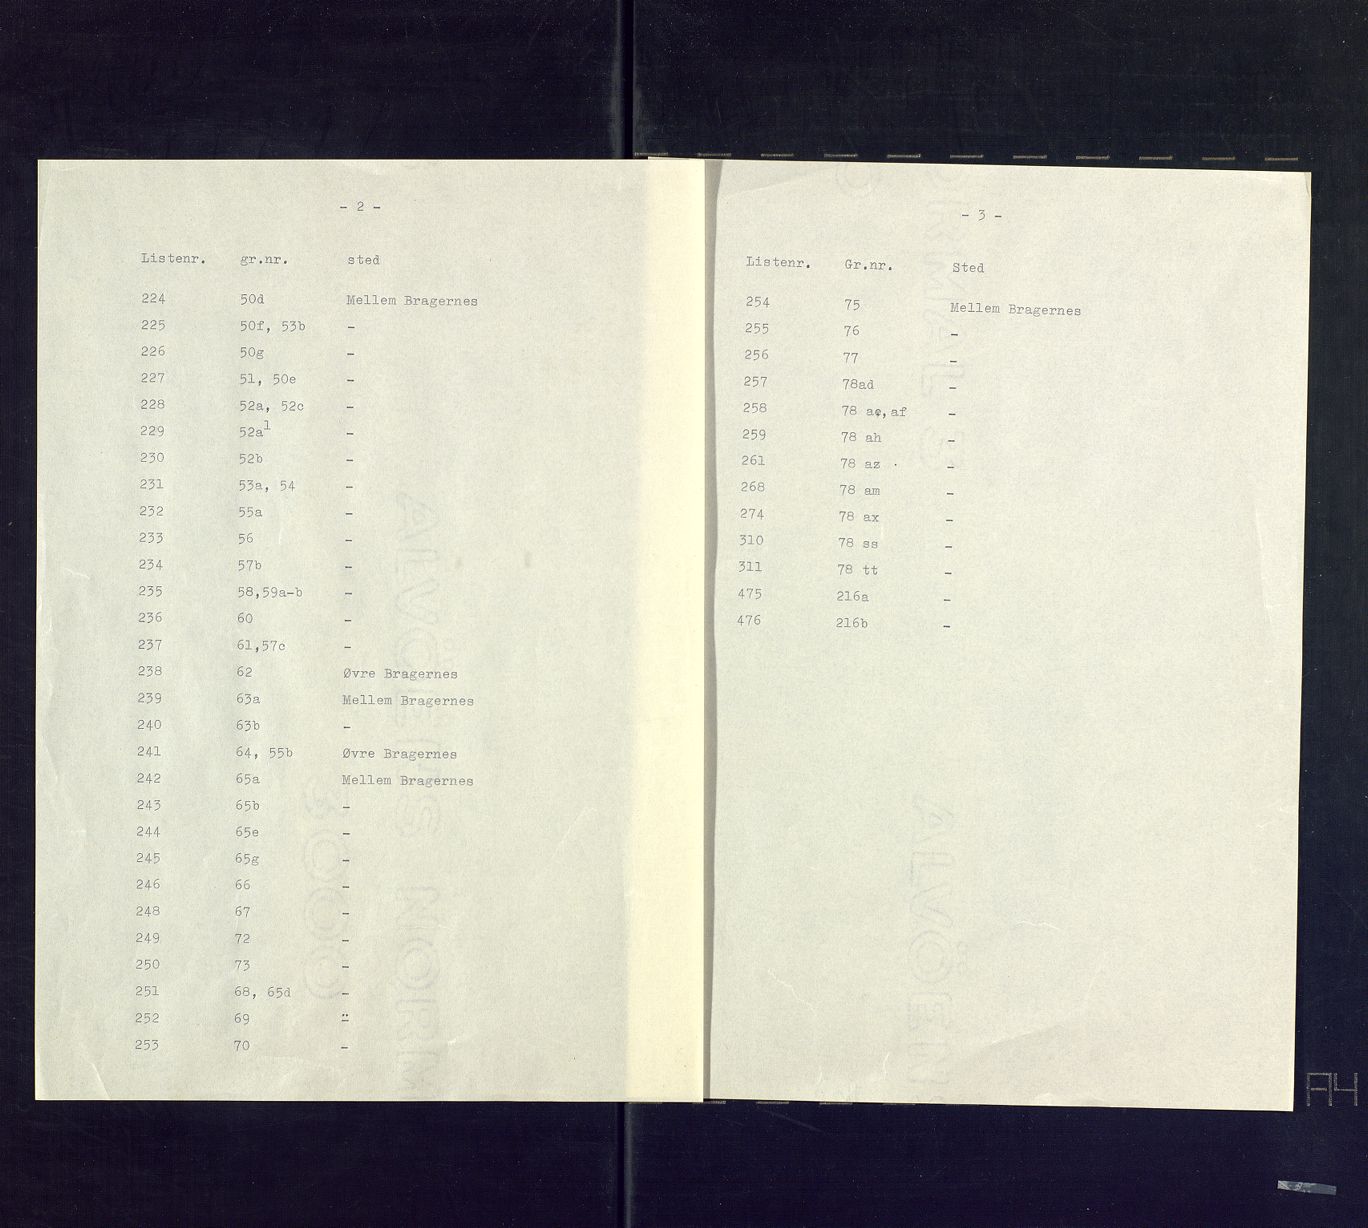 - 2 -
Listenr. gr.nr. sted
224 50d Mellem Bragernes
225 50f, 53b -
226 50g -
227 51, 50e -
228 52a, 52c -
229 52a1 -
230 52b -
231 53a, 54 -
232 55a -
233 56 -
234 57b -
235 58,59a-b -
236 60 -
237 61,57c -
238 62 Øvre Bragernes
239 63a Mellem Bragernes
240 63b -
241 64, 55b Øvre Bragernes
242 65a Mellem Bragernes
243 65b -
244 65e -
245 65g -
246 66 -
248 67 -
249 72 -
250 73 -
251 68, 65d -
252 69 -
253 70 -
- 3 -
Listenr. Gr.nr. Sted
254 75 Mellem Bragernes
255 76 -
256 77 -
257 78ad -
258 78 ae,af -
259 78 ah -
261 78 az -
268 78 am -
274 78 ax -
310 78 ss -
311 78 tt -
475 216a -
476 216b -
A4